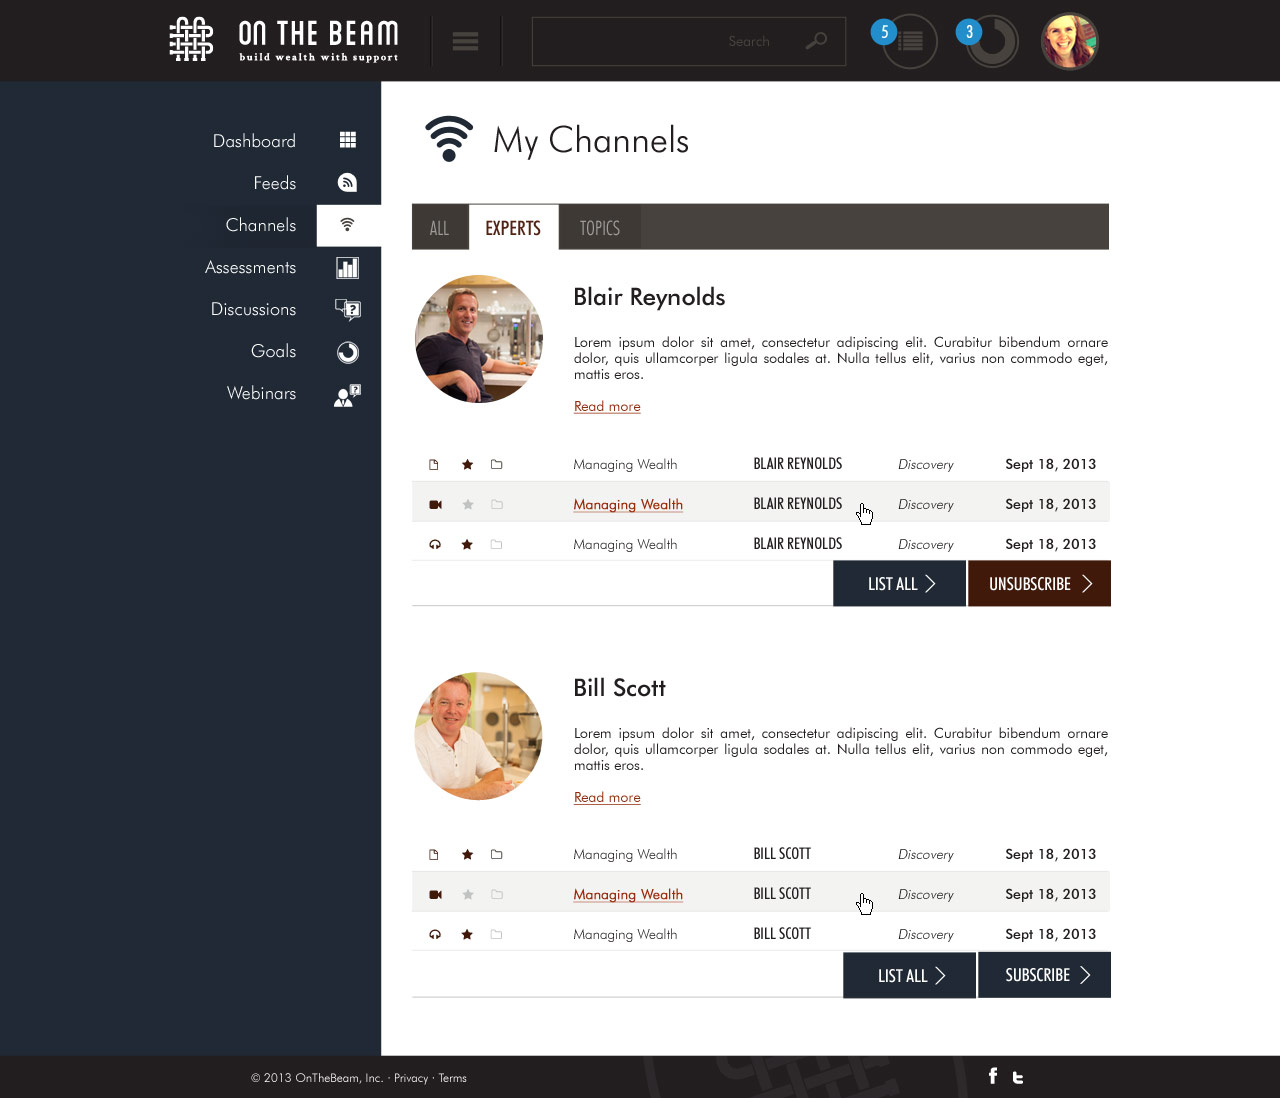 ON THE BEAM
build wealth with support
Search
5
3
Dashboard
Feeds
Channels
Assessments
Discussions
Goals
Webinars
My Channels
ALL EXPERTS TOPICS
Blair Reynolds
Lorem ipsum dolor sit amet, consectetur adipiscing elit. Curabitur bibendum ornare
dolor, quis ullamcorper ligula sodales at. Nulla tellus elit, varius non commodo eget,
mattis eros.
Read more
Managing Wealth BLAIR REYNOLDS Discovery Sept 18, 2013
Managing Wealth BLAIR REYNOLDS Discovery Sept 18, 2013
Managing Wealth BLAIR REYNOLDS Discovery Sept 18, 2013
LIST ALL UNSUBSCRIBE
Bill Scott
Lorem ipsum dolor sit amet, consectetur adipiscing elit. Curabitur bibendum ornare
dolor, quis ullamcorper ligula sodales at. Nulla tellus elit, varius non commodo eget,
mattis eros.
Read more
Managing Wealth BILL SCOTT Discovery Sept 18, 2013
Managing Wealth BILL SCOTT Discovery Sept 18, 2013
Managing Wealth BILL SCOTT Discovery Sept 18, 2013
LIST ALL SUBSCRIBE
© 2013 OnTheBeam, Inc. · Privacy · Terms